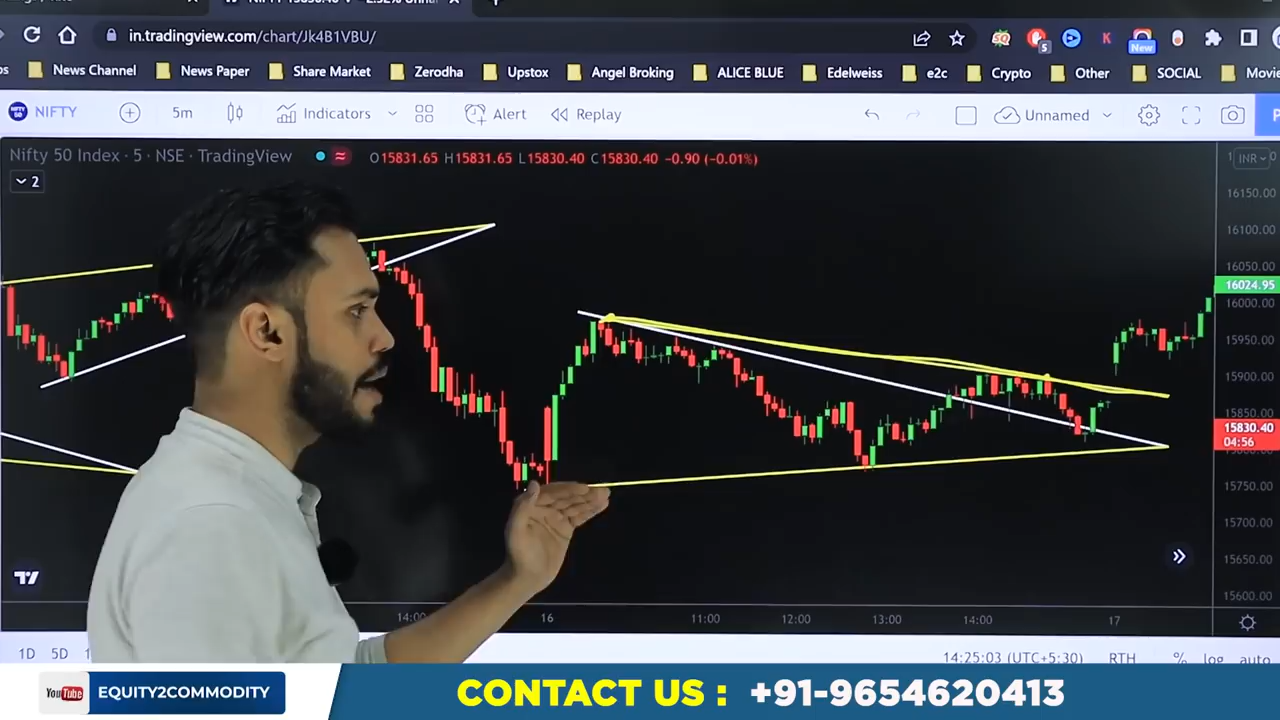 in.tradingview.com/chart/Jk4B1VBU/
New
News Channel News Paper Share Market Zerodha Upstox Angel Broking ALICE BLUE Edelweiss e2c Crypto Other SOCIAL
NIFTY 5m Indicators Alert Replay Unnamed
Nifty 50 Index · 5 · NSE · TradingView O15831.65 H15831.65 L15830.40 C15830.40 −0.90 (−0.01%)
INR
2
16150.00
16100.00
16050.00
16024.95
16000.00
15950.00
15900.00
15850.00
15830.40
04:56
15750.00
15700.00
15650.00
15600.00
14:00 16 11:00 12:00 13:00 14:00 17
1D 5D 14:25:03 (UTC+5:30) RTH % log auto
YouTube EQUITY2COMMODITY
CONTACT US : +91-9654620413